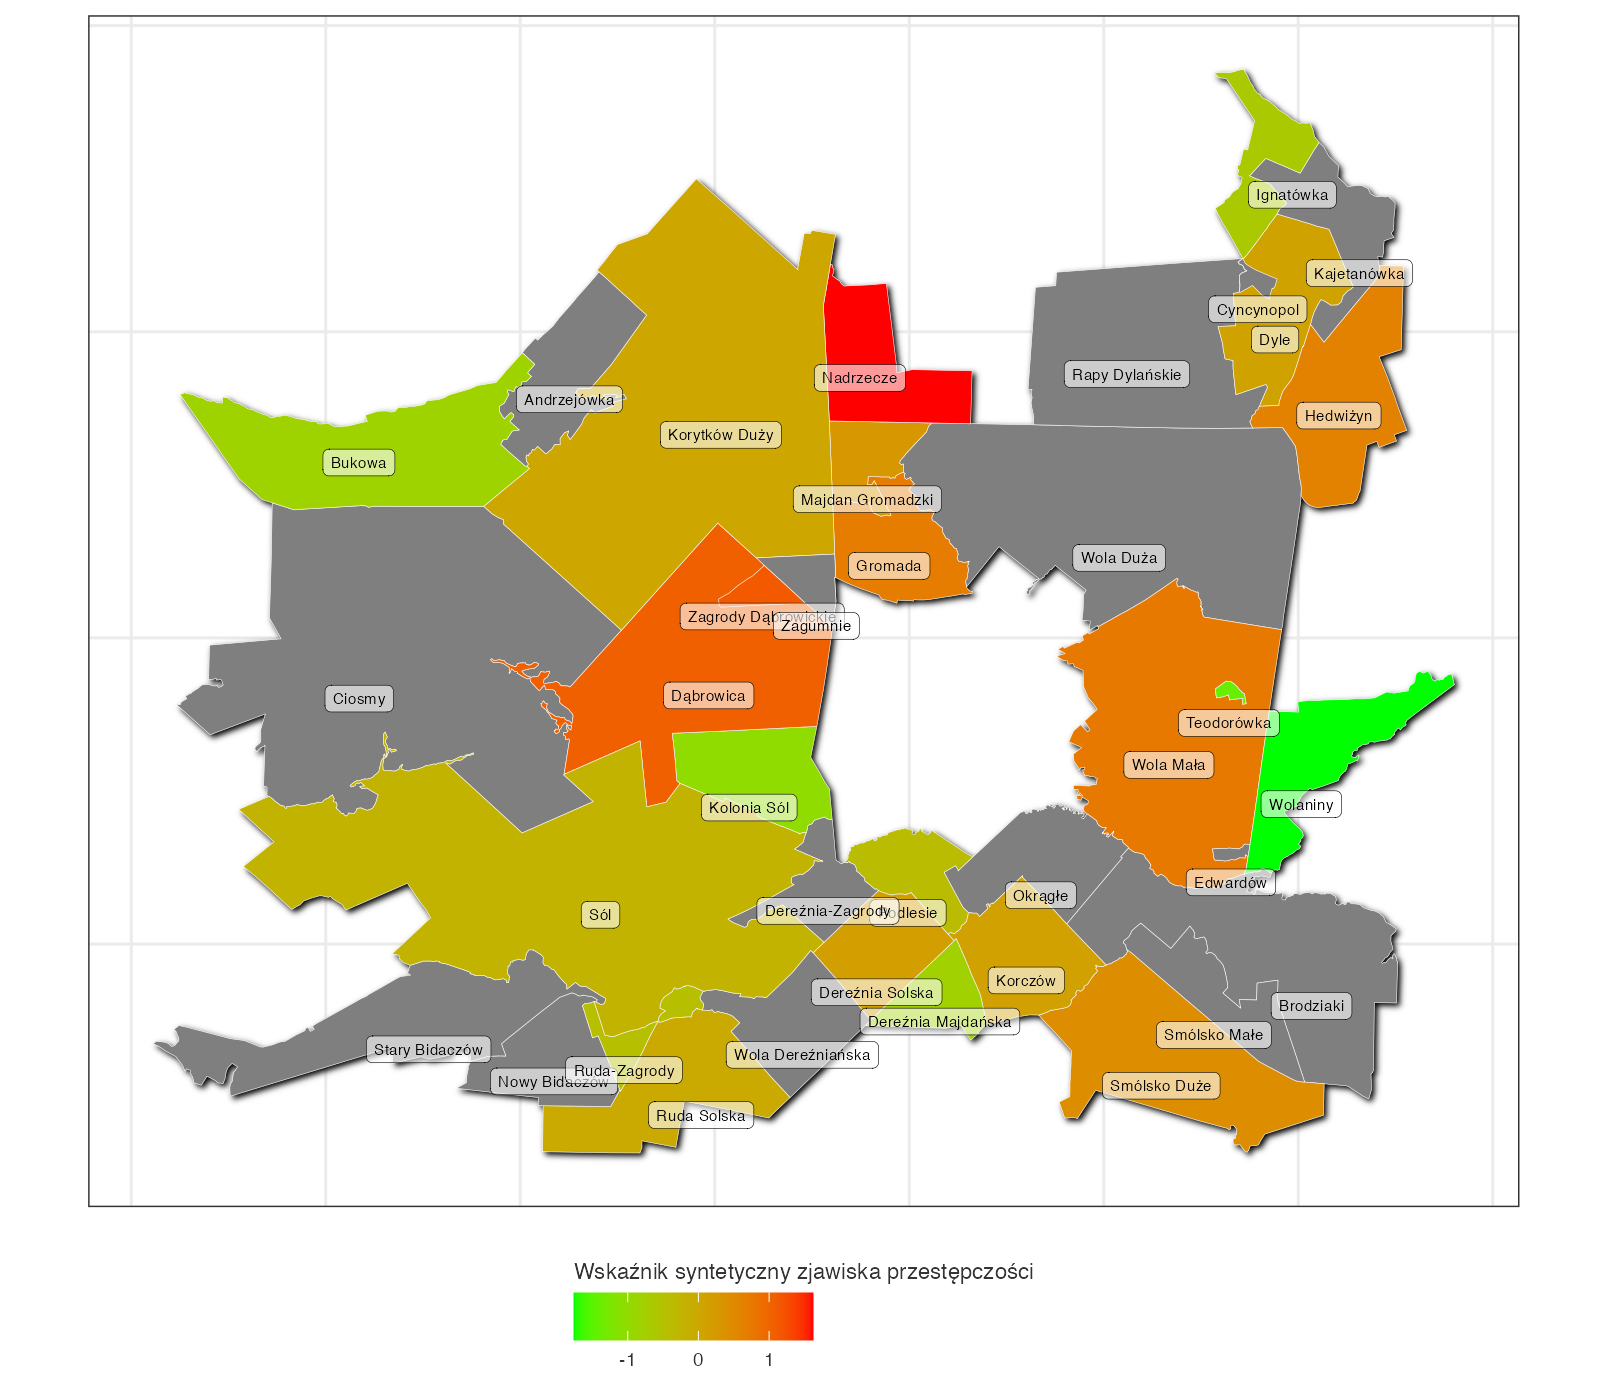 Ignatówka
Kajetanówka
Cyncynopol
Dyle
Rapy Dylańskie
Nadrzecze
Andrzejówka
Hedwiżyn
Korytków Duży
Bukowa
Majdan Gromadzki
Wola Duża
Gromada
Zagrody Dąbrowickie
Zagumnie
Dąbrowica
Ciosmy
Teodorówka
Wola Mała
Wolaniny
Kolonia Sól
Edwardów
Okrągłe
Dereźnia-Zagrody
Podlesie
Sól
Korczów
Dereźnia Solska
Brodziaki
Dereźnia Majdańska
Smólsko Małe
Stary Bidaczów
Wola Dereźniańska
Ruda-Zagrody
Nowy Bidaczów
Smólsko Duże
Ruda Solska
Wskaźnik syntetyczny zjawiska przestępczości
-1 0 1